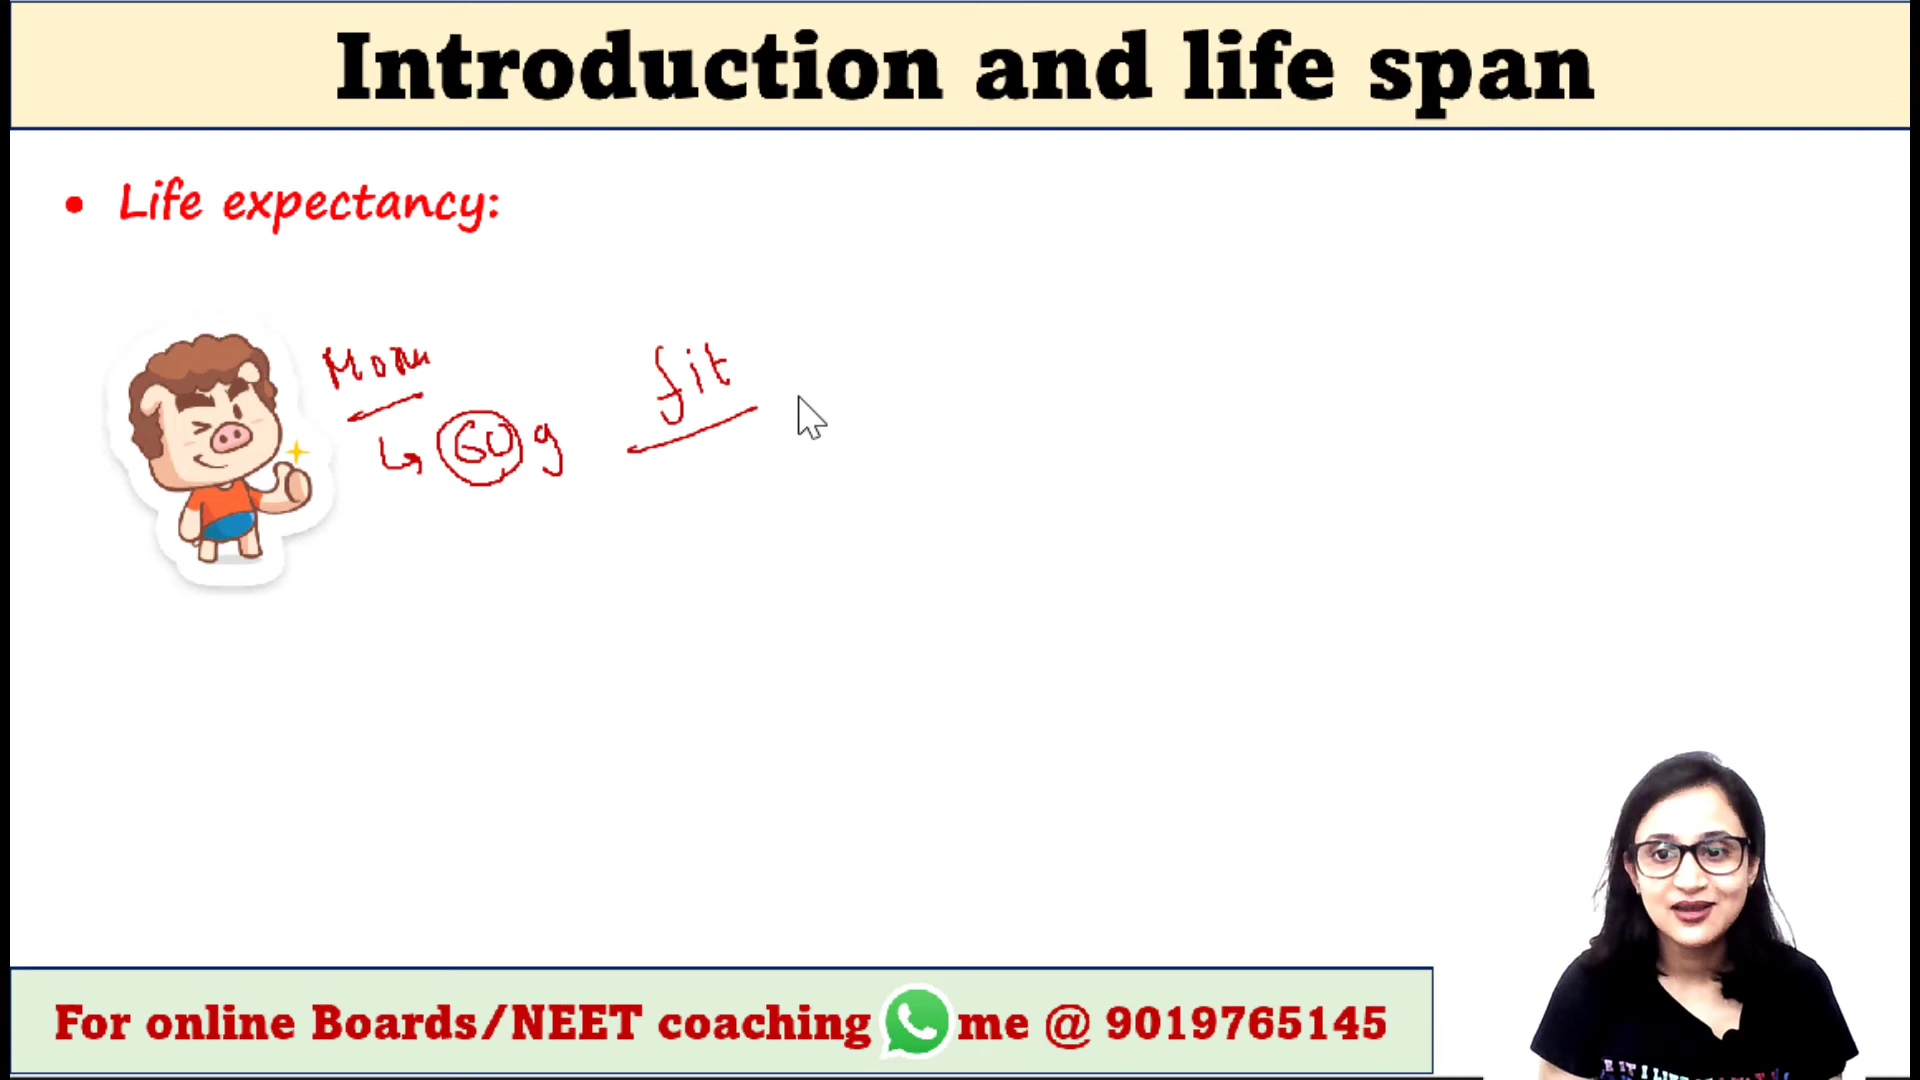 Introduction and life span
• Life expectancy:
Mom
fit
↳ 60 y
For online Boards/NEET coaching me @ 9019765145